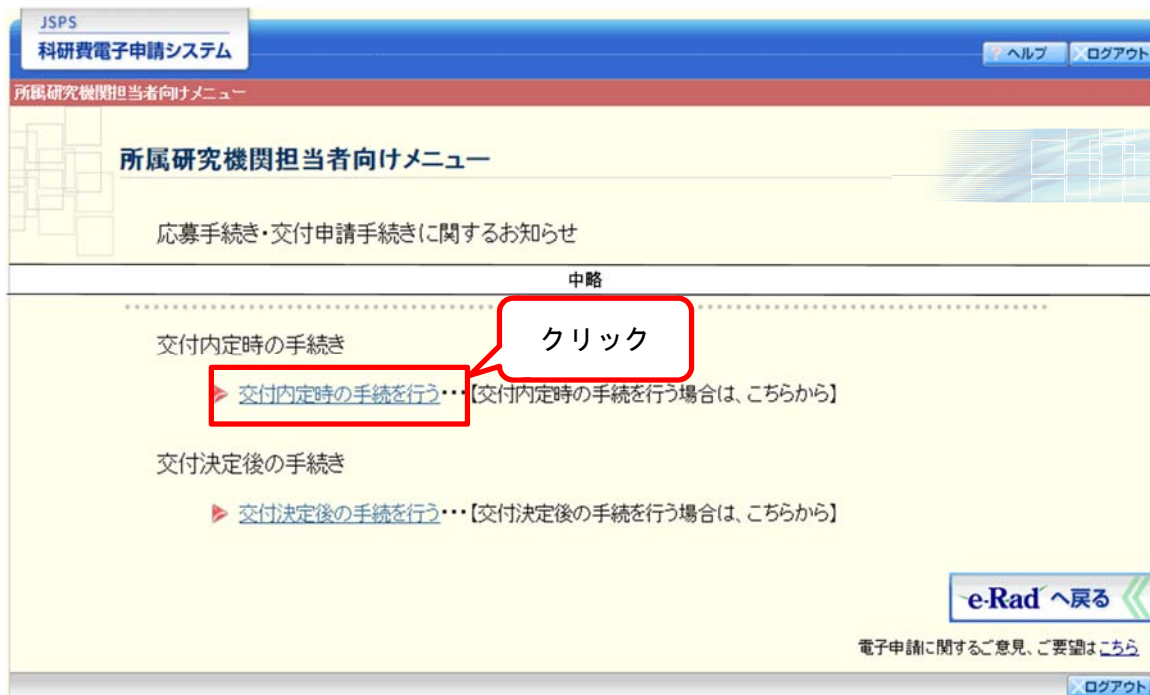 JSPS
科研費電子申請システム
? ヘルプ
ログアウト
所属研究機関担当者向けメニュー
所属研究機関担当者向けメニュー
応募手続き・交付申請手続きに関するお知らせ
中略
クリック
交付内定時の手続き
交付内定時の手続を行う・・・【交付内定時の手続を行う場合は、こちらから】
交付決定後の手続き
交付決定後の手続を行う・・・【交付決定後の手続を行う場合は、こちらから】
e-Rad へ戻る
電子申請に関するご意見、ご要望はこちら
ログアウト